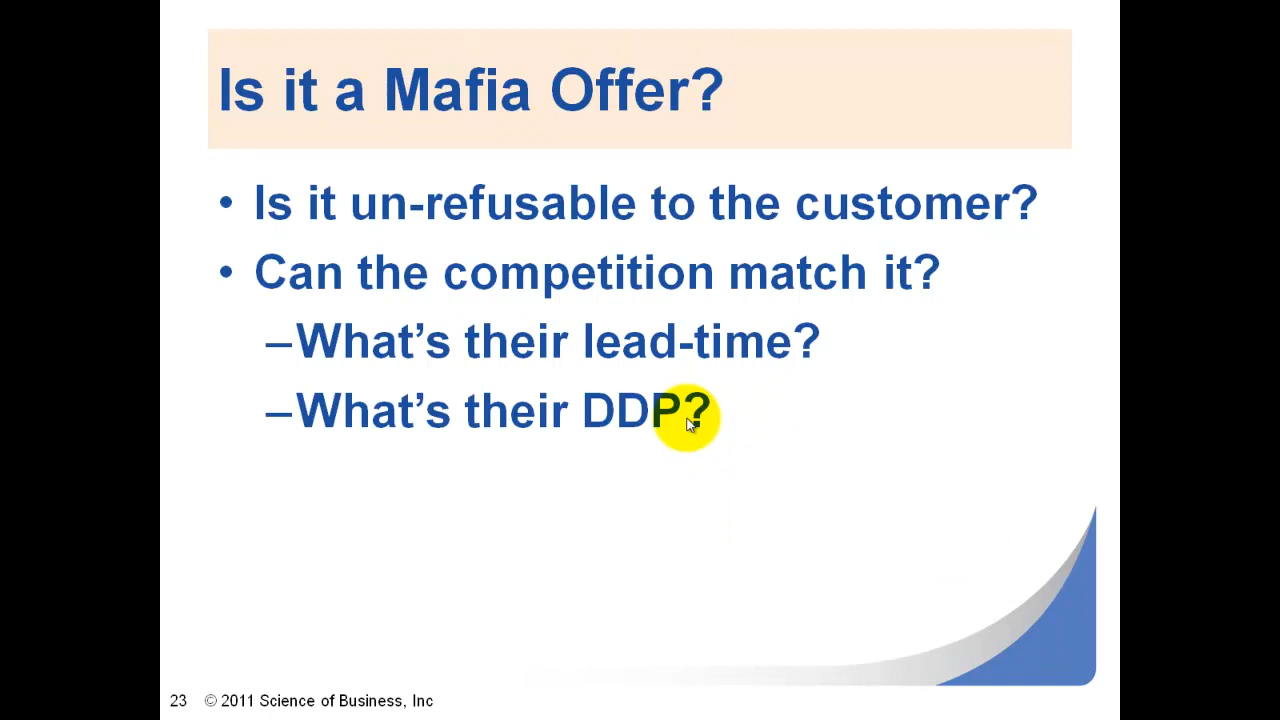 Is it a Mafia Offer?
• Is it un-refusable to the customer?
• Can the competition match it?
–What’s their lead-time?
–What’s their DDP?
23 © 2011 Science of Business, Inc